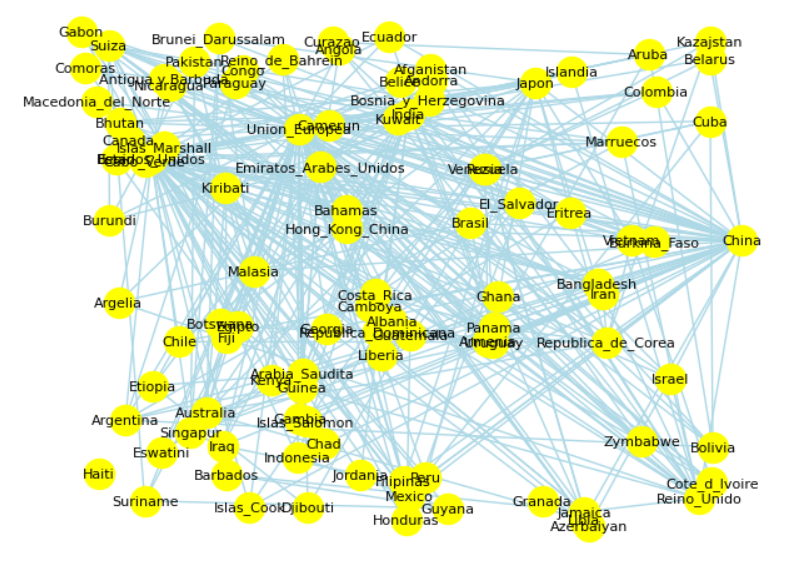 Gabon
Suiza
Brunei_Darussalam
Curazao
Angola
Ecuador
Kazajstan
Belarus
Aruba
Comoras
Pakistan
Reino_de_Bahrein
Congo
Antigua_y_Barbuda
Nicaragua
Paraguay
Afganistan
Belice
Andorra
Japon
Islandia
Colombia
Macedonia_del_Norte
Bosnia_y_Herzegovina
India
Kuwait
Bhutan
Union_Europea
Camerun
Cuba
Canada
Islas_Marshall
Marruecos
Estados_Unidos
Cabo_Verde
Emiratos_Arabes_Unidos
Venezuela
Rusia
Kiribati
Bahamas
El_Salvador
Eritrea
Burundi
Hong_Kong_China
Brasil
Vietnam
Burkina_Faso
China
Malasia
Bangladesh
Iran
Argelia
Costa_Rica
Camboya
Ghana
Botswana
Egipto
Fiji
Chile
Georgia
Albania
Republica_Dominicana
Guatemala
Panama
Armenia
Uruguay
Republica_de_Corea
Liberia
Etiopia
Arabia_Saudita
Kenya
Guinea
Israel
Argentina
Australia
Singapur
Gambia
Islas_Salomon
Eswatini
Iraq
Chad
Indonesia
Zymbabwe
Bolivia
Haiti
Barbados
Jordania
Filipinas
Peru
Cote_d_Ivoire
Reino_Unido
Suriname
Islas_Cook
Djibouti
Mexico
Guyana
Honduras
Granada
Jamaica
Libia
Azerbaiyan